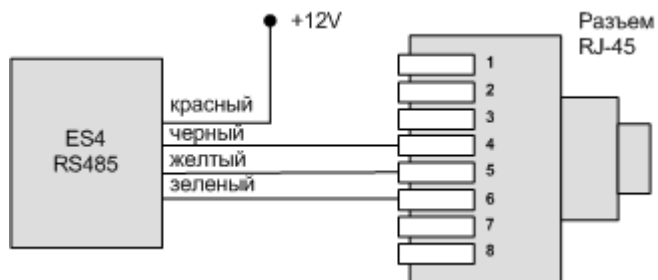 +12V
Разъем
RJ-45
ES4
RS485
красный
черный
желтый
зеленый
1
2
3
4
5
6
7
8